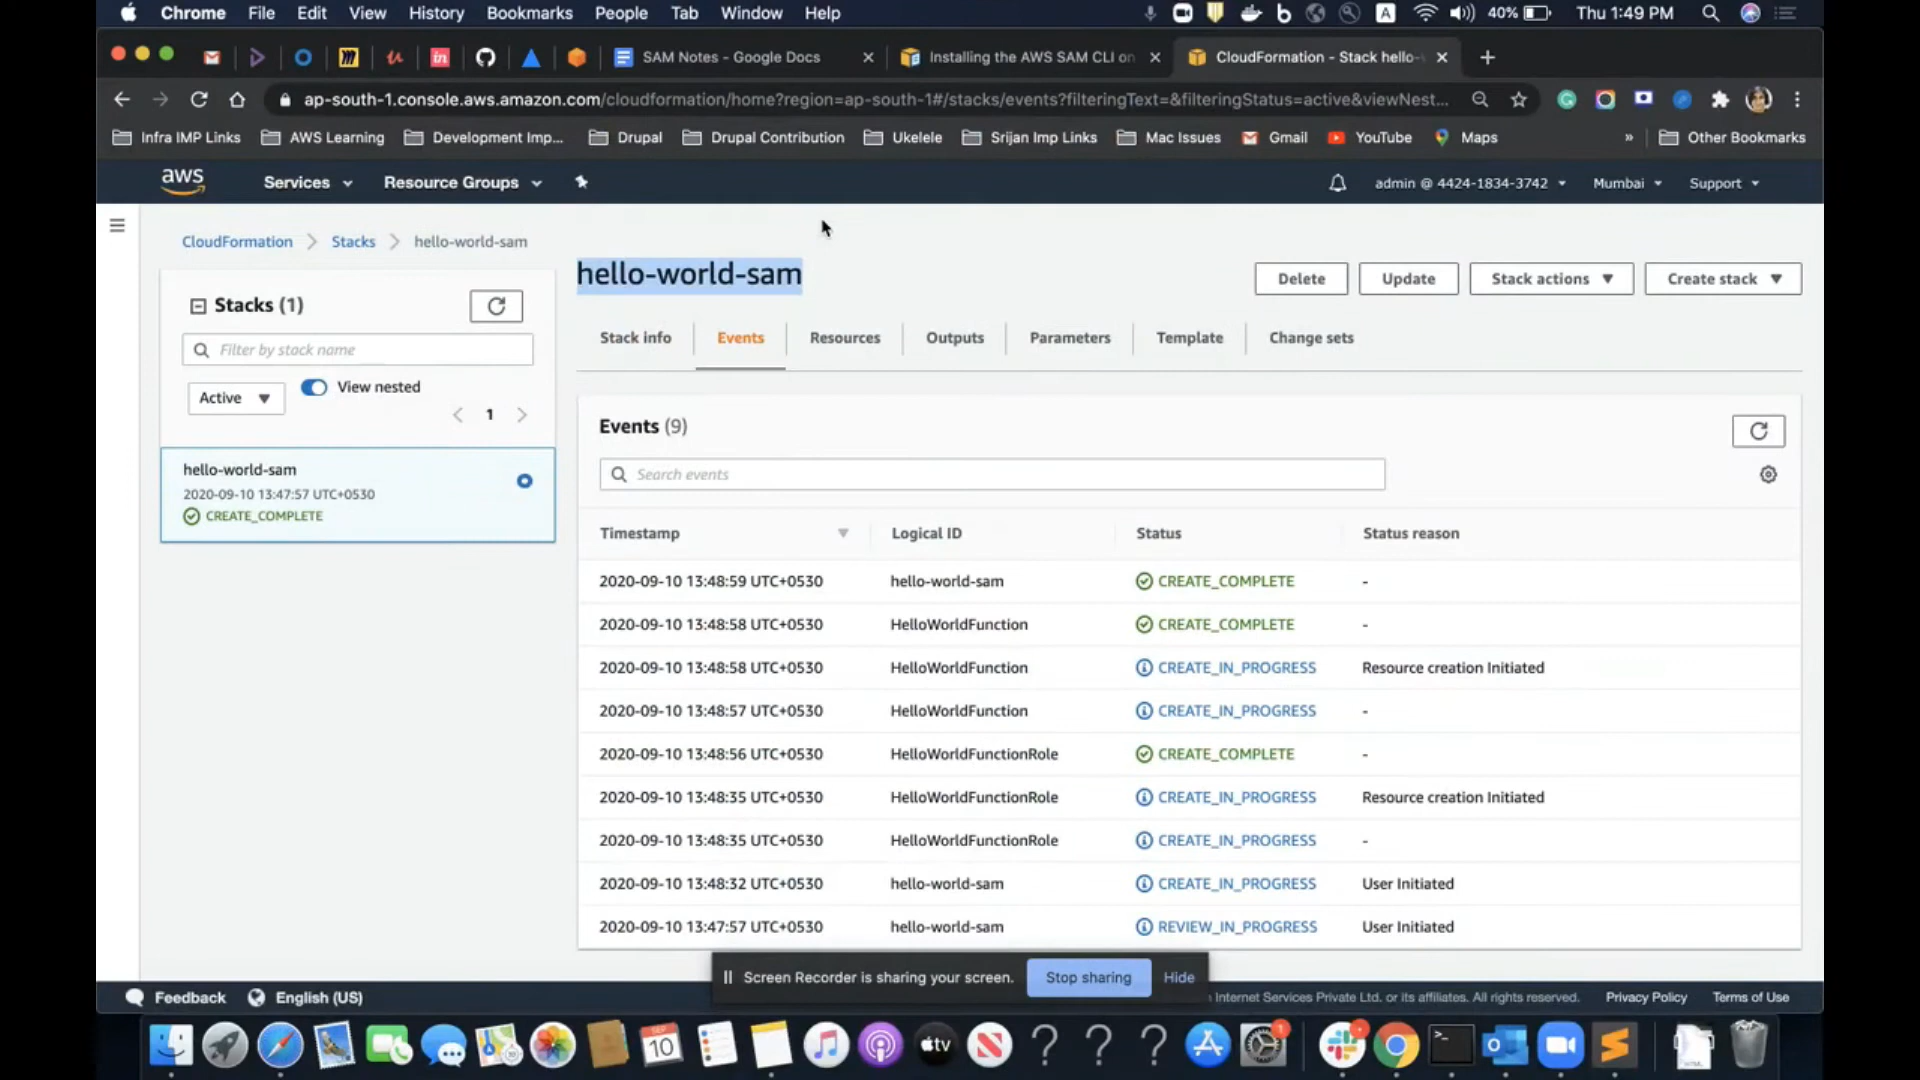 Chrome File Edit View History Bookmarks People Tab Window Help A 40% Thu 1:49 PM
SAM Notes - Google Docs Installing the AWS SAM CLI on CloudFormation - Stack hello-
ap-south-1.console.aws.amazon.com/cloudformation/home?region=ap-south-1#/stacks/events?filteringText=&filteringStatus=active&viewNest...
Infra IMP Links AWS Learning Development Imp... Drupal Drupal Contribution Ukelele Srijan Imp Links Mac Issues Gmail YouTube Maps » Other Bookmarks
aws Services Resource Groups admin @ 4424-1834-3742 Mumbai Support
CloudFormation Stacks hello-world-sam
hello-world-sam
Delete Update Stack actions Create stack
Stacks (1)
Filter by stack name
Active View nested
1
hello-world-sam
2020-09-10 13:47:57 UTC+0530
CREATE_COMPLETE
Stack info Events Resources Outputs Parameters Template Change sets
Events (9)
Search events
Timestamp Logical ID Status Status reason
2020-09-10 13:48:59 UTC+0530 hello-world-sam CREATE_COMPLETE -
2020-09-10 13:48:58 UTC+0530 HelloWorldFunction CREATE_COMPLETE -
2020-09-10 13:48:58 UTC+0530 HelloWorldFunction CREATE_IN_PROGRESS Resource creation Initiated
2020-09-10 13:48:57 UTC+0530 HelloWorldFunction CREATE_IN_PROGRESS -
2020-09-10 13:48:56 UTC+0530 HelloWorldFunctionRole CREATE_COMPLETE -
2020-09-10 13:48:35 UTC+0530 HelloWorldFunctionRole CREATE_IN_PROGRESS Resource creation Initiated
2020-09-10 13:48:35 UTC+0530 HelloWorldFunctionRole CREATE_IN_PROGRESS -
2020-09-10 13:48:32 UTC+0530 hello-world-sam CREATE_IN_PROGRESS User Initiated
2020-09-10 13:47:57 UTC+0530 hello-world-sam REVIEW_IN_PROGRESS User Initiated
Screen Recorder is sharing your screen. Stop sharing Hide
Feedback English (US) Internet Services Private Ltd. or its affiliates. All rights reserved. Privacy Policy Terms of Use
SEP
10
tv